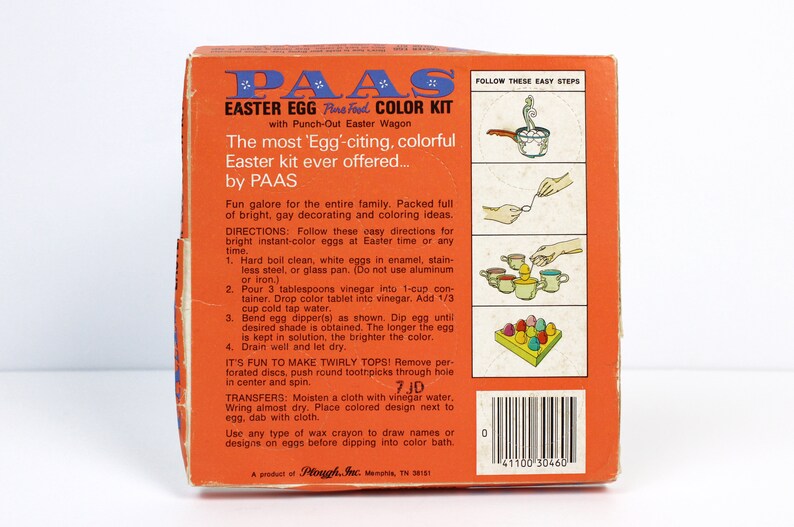 PAAS
EASTER EGG Pure Food COLOR KIT
with Punch-Out Easter Wagon
The most 'Egg'-citing, colorful
Easter kit ever offered...
by PAAS
Fun galore for the entire family. Packed full
of bright, gay decorating and coloring ideas.
DIRECTIONS: Follow these easy directions for
bright instant-color eggs at Easter time or any
time.
1. Hard boil clean, white eggs in enamel, stain-
less steel, or glass pan. (Do not use aluminum
or iron.)
2. Pour 3 tablespoons vinegar into 1-cup con-
tainer. Drop color tablet into vinegar. Add 1/3
cup cold tap water.
3. Bend egg dipper(s) as shown. Dip egg until
desired shade is obtained. The longer the egg
is kept in solution, the brighter the color.
4. Drain well and let dry.
IT'S FUN TO MAKE TWIRLY TOPS! Remove per-
forated discs, push round toothpicks through hole
in center and spin.
7JD
TRANSFERS: Moisten a cloth with vinegar water,
Wring almost dry. Place colored design next to
egg, dab with cloth.
Use any type of wax crayon to draw names or
designs on eggs before dipping into color bath.
A product of Plough, Inc. Memphis, TN 38151
FOLLOW THESE EASY STEPS
0 41100 30460